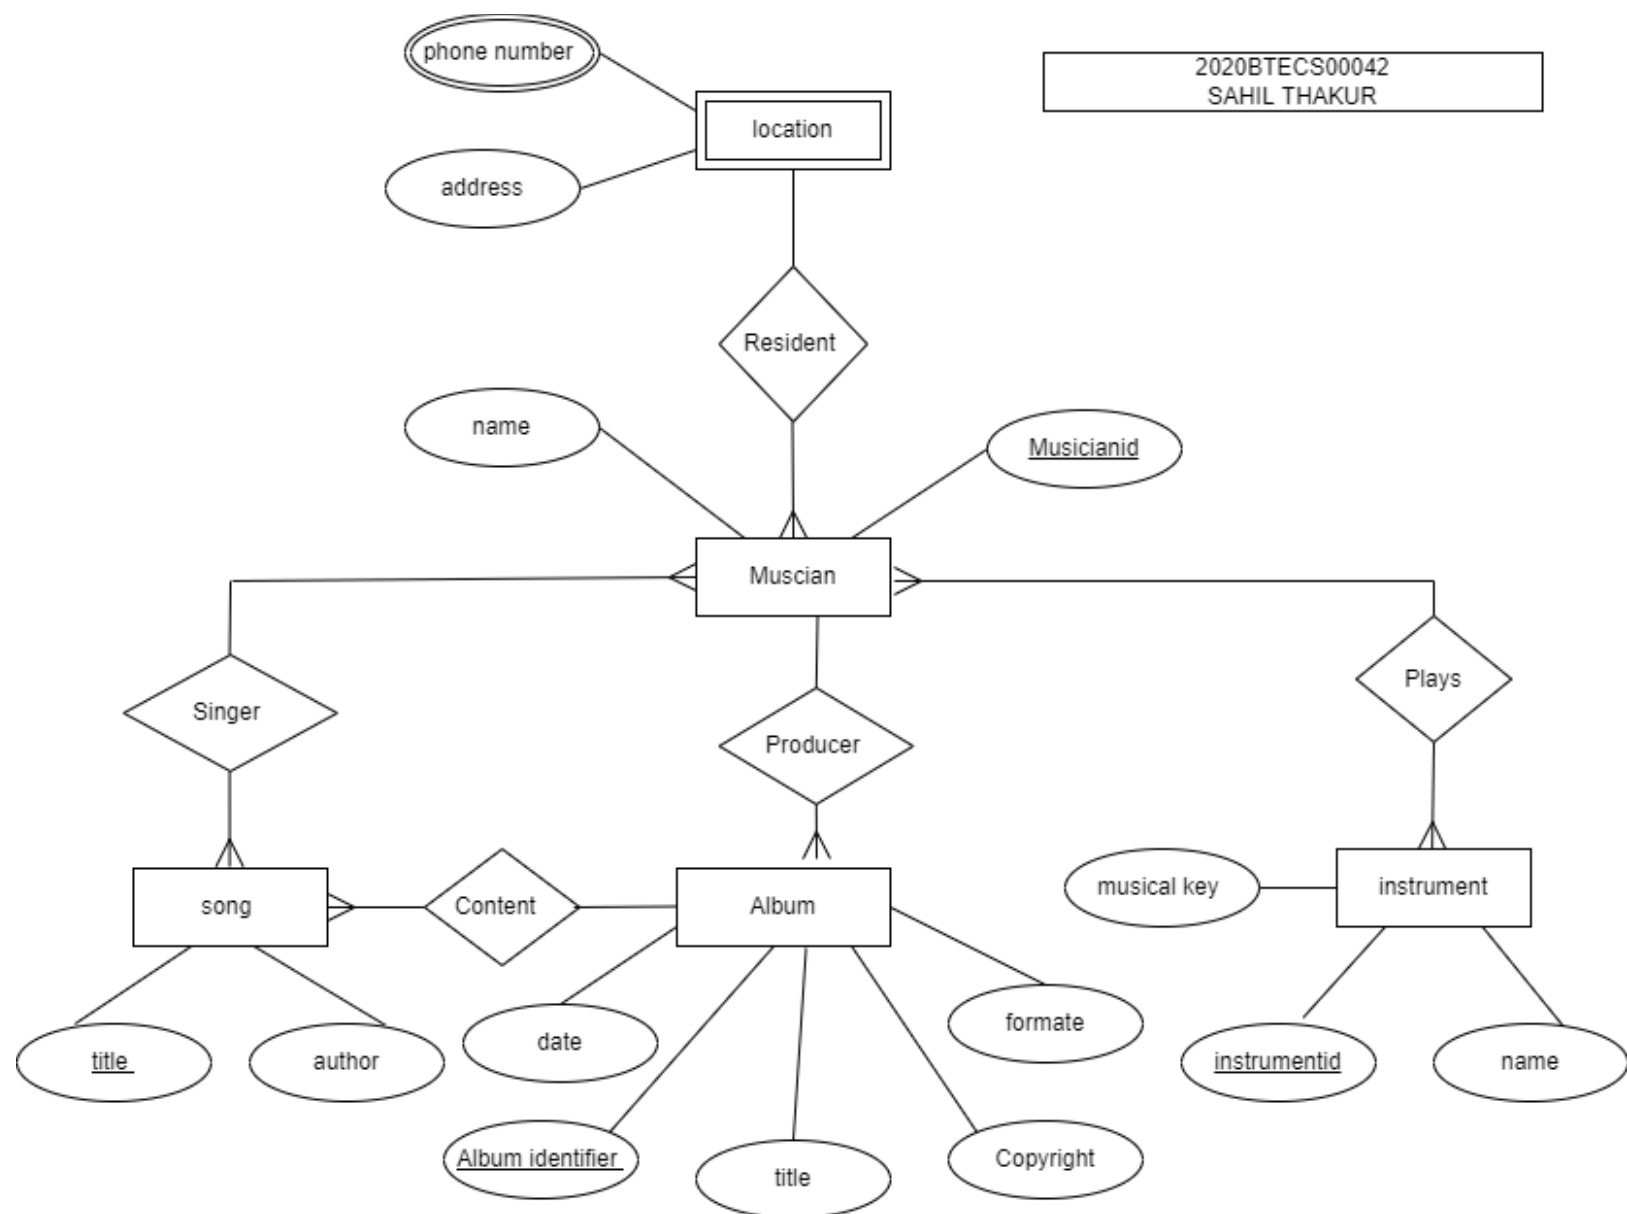 phone number
2020BTECS00042
SAHIL THAKUR
location
address
Resident
name
Musicianid
Muscian
Singer
Producer
Plays
song
Content
Album
musical key
instrument
title
author
date
formate
instrumentid
name
Album identifier
title
Copyright